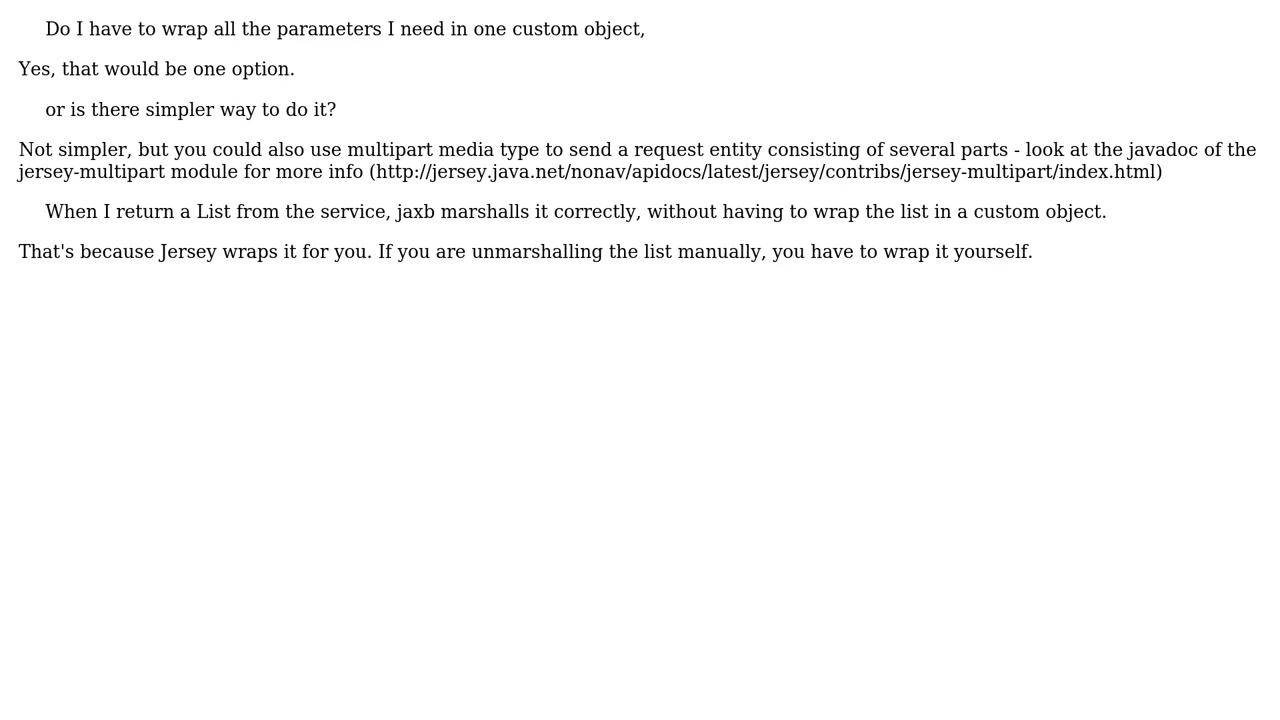 Do I have to wrap all the parameters I need in one custom object,
Yes, that would be one option.
or is there simpler way to do it?
Not simpler, but you could also use multipart media type to send a request entity consisting of several parts - look at the javadoc of the
jersey-multipart module for more info (http://jersey.java.net/nonav/apidocs/latest/jersey/contribs/jersey-multipart/index.html)
When I return a List from the service, jaxb marshalls it correctly, without having to wrap the list in a custom object.
That's because Jersey wraps it for you. If you are unmarshalling the list manually, you have to wrap it yourself.